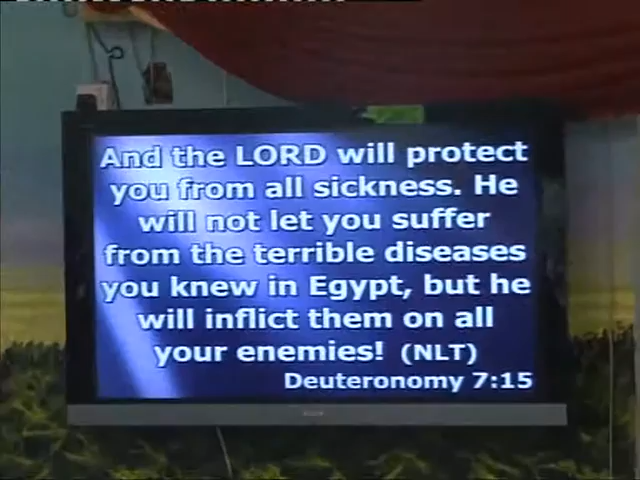 And the LORD will protect
you from all sickness. He
will not let you suffer
from the terrible diseases
you knew in Egypt, but he
will inflict them on all
your enemies! (NLT)
Deuteronomy 7:15